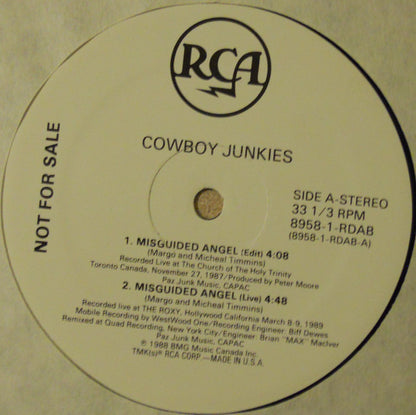 RCA
COWBOY JUNKIES
NOT FOR SALE
SIDE A-STEREO
33 1/3 RPM
8958-1-RDAB
(8958-1-RDAB-A)
1. MISGUIDED ANGEL (Edit) 4:08
(Margo and Micheal Timmins)
Recorded Live at The Church of The Holy Trinity
Toronto Canada, November 27, 1987/Produced by Peter Moore
Paz Junk Music, CAPAC
2. MISGUIDED ANGEL (Live) 4:48
(Margo and Micheal Timmins)
Recorded live at THE ROXY, Hollywood California March 8-9, 1989
Mobile Recording by WestWood One/Recording Engineer: Biff Dewes
Remixed at Quad Recording, New York City/Engineer: Brian "MAX" MacIver
Paz Junk Music, CAPAC
℗ 1988 BMG Music Canada Inc.
TMK(s) ® RCA CORP.—MADE IN U.S.A.